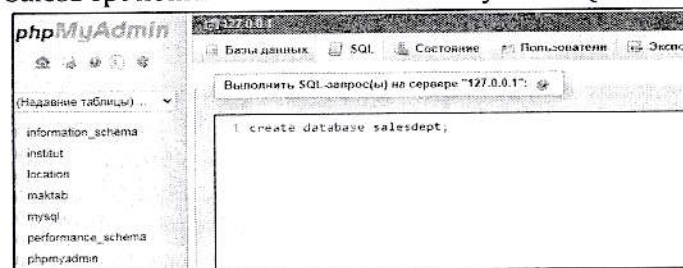 phpMyAdmin
127.0.0.1
Базы данных SQL Состояние Пользователи Экспо
Выполнить SQL-запрос(ы) на сервере "127.0.0.1":
(Недавние таблицы) ...
1 create database salesdept;
information_schema
institut
location
maktab
mysql
performance_schema
phpmyadmin